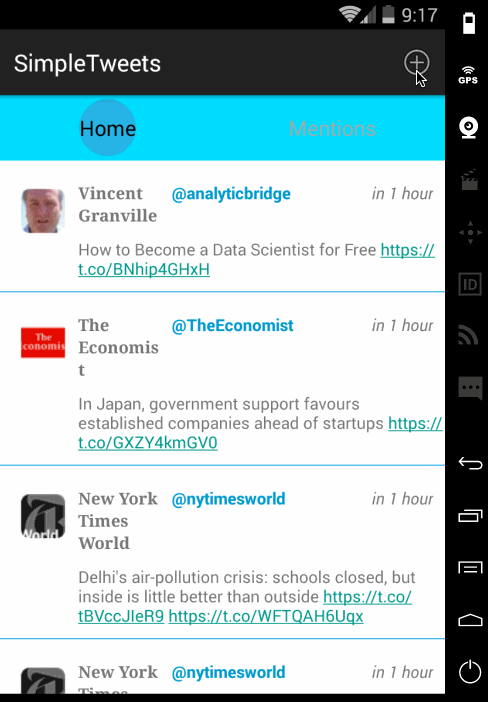 9:17
GPS
SimpleTweets
Home Mentions
Vincent @analyticbridge in 1 hour
Granville
How to Become a Data Scientist for Free https://
t.co/BNhip4GHxH
ID
The @TheEconomist in 1 hour
Economis
t
The
conomis
In Japan, government support favours
established companies ahead of startups https://
t.co/GXZY4kmGV0
New York @nytimesworld in 1 hour
Times
World
World
Delhi's air-pollution crisis: schools closed, but
inside is little better than outside https://t.co/
tBVccJIeR9 https://t.co/WFTQAH6Uqx
New York @nytimesworld in 1 hour
Times